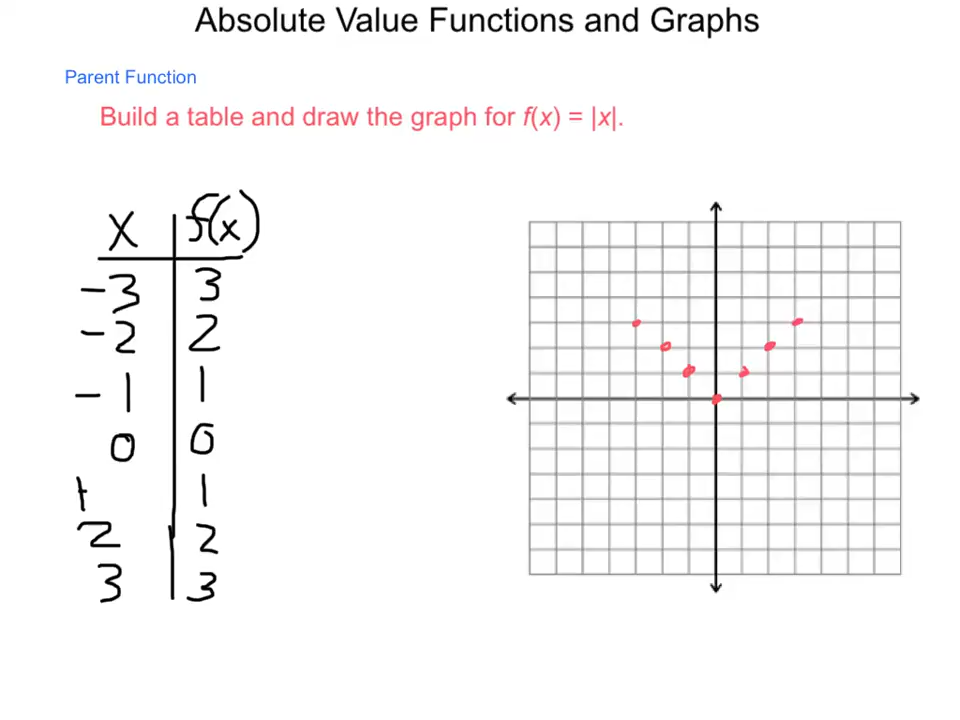 Absolute Value Functions and Graphs
Parent Function
Build a table and draw the graph for f(x) = |x|.
x f(x)
-3 3
-2 2
-1 1
0 0
1 1
2 2
3 3